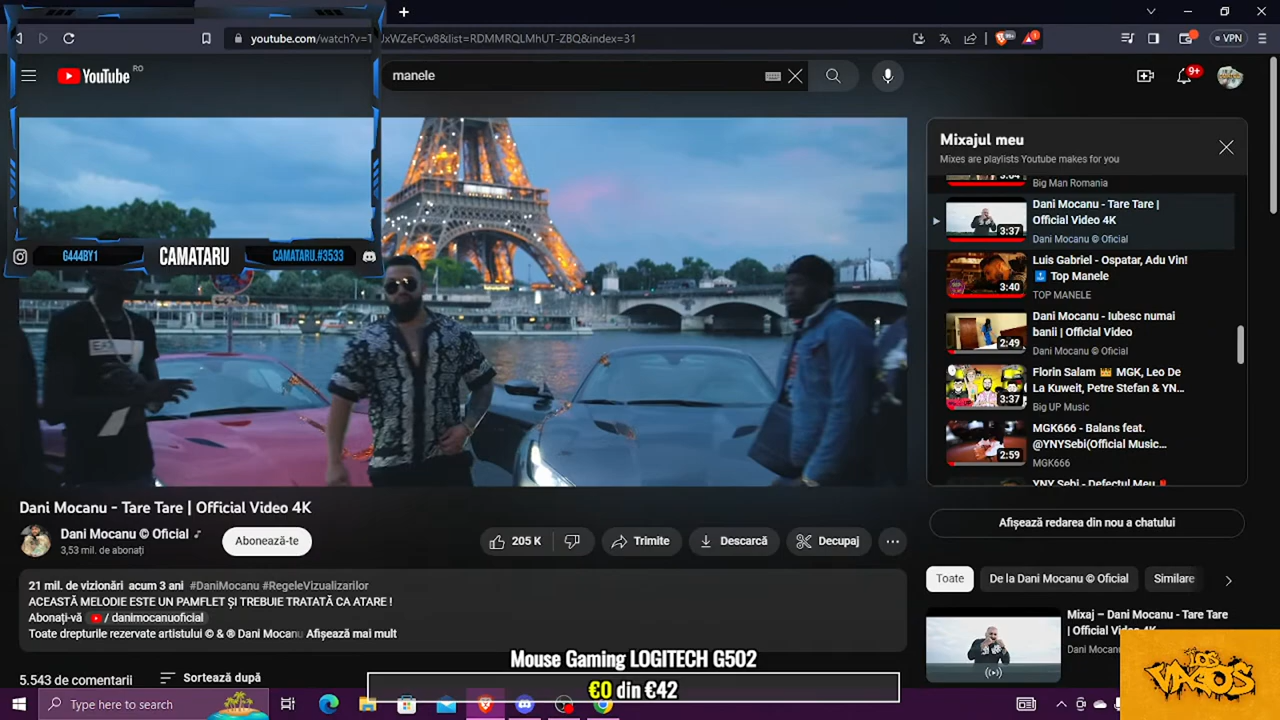 youtube.com/watch?v=
JxWZeFCw8&list=RDMMRQLMhUT-ZBQ&index=31
99+
1
VPN
YouTube
RO
manele
9+
G444BY1
CAMATARU
CAMATARU.#3533
Mixajul meu
Mixes are playlists Youtube makes for you
3:04
Big Man Romania
Dani Mocanu - Tare Tare |
Official Video 4K
3:37
Dani Mocanu © Oficial
Luis Gabriel - Ospatar, Adu Vin!
Top Manele
3:40
TOP MANELE
Dani Mocanu - Iubesc numai
banii | Official Video
2:49
Dani Mocanu © Oficial
Florin Salam 👑 MGK, Leo De
La Kuweit, Petre Stefan & YN...
3:37
Big UP Music
MGK666 - Balans feat.
@YNYSebi(Official Music...
2:59
MGK666
YNY Sebi - Defectul Meu
Afișează redarea din nou a chatului
Dani Mocanu - Tare Tare | Official Video 4K
Dani Mocanu © Oficial
3,53 mil. de abonați
Abonează-te
205 K
Trimite
Descarcă
Decupaj
21 mil. de vizionări acum 3 ani #DaniMocanu #RegeleVizualizarilor
ACEASTĂ MELODIE ESTE UN PAMFLET ȘI TREBUIE TRATATĂ CA ATARE !
Abonați-vă / danimocanuoficial
Toate drepturile rezervate artistului © & ® Dani Mocanu Afișează mai mult
5.543 de comentarii
Sortează după
Toate
De la Dani Mocanu © Oficial
Similare
Mixaj – Dani Mocanu - Tare Tare
| Official Video 4K
Dani Mocanu
Mouse Gaming LOGITECH G502
€0 din €42
Type here to search
LOS
VAGOS